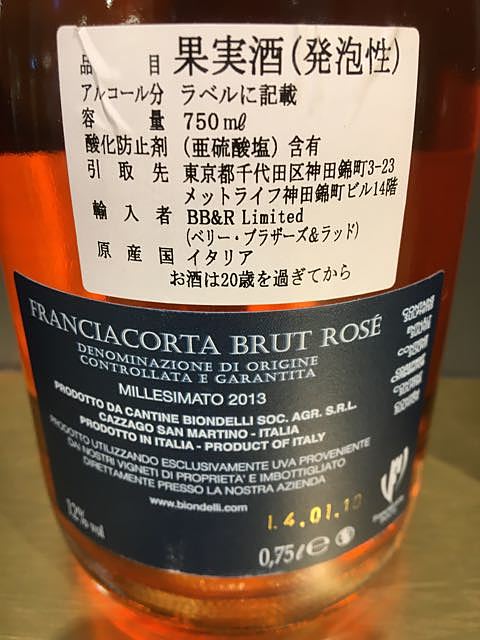 品目 果実酒(発泡性)
アルコール分 ラベルに記載
容量 750㎖
酸化防止剤 (亜硫酸塩) 含有
引取先 東京都千代田区神田錦町3-23
メットライフ神田錦町ビル14階
輸入者 BB&R Limited
(ベリー・ブラザーズ&ラッド)
原産国 イタリア
お酒は20歳を過ぎてから
FRANCIACORTA BRUT ROSÉ
DENOMINAZIONE DI ORIGINE
CONTROLLATA E GARANTITA
MILLESIMATO 2013
PRODOTTO DA CANTINE BIONDELLI SOC. AGR. S.R.L.
CAZZAGO SAN MARTINO - ITALIA
PRODOTTO IN ITALIA - PRODUCT OF ITALY
PRODOTTO UTILIZZANDO ESCLUSIVAMENTE UVA PROVENIENTE
DAI NOSTRI VIGNETI DI PROPRIETA' E IMBOTTIGLIATO
DIRETTAMENTE PRESSO LA NOSTRA AZIENDA
www.biondelli.com
12% vol
0,75ℓ e